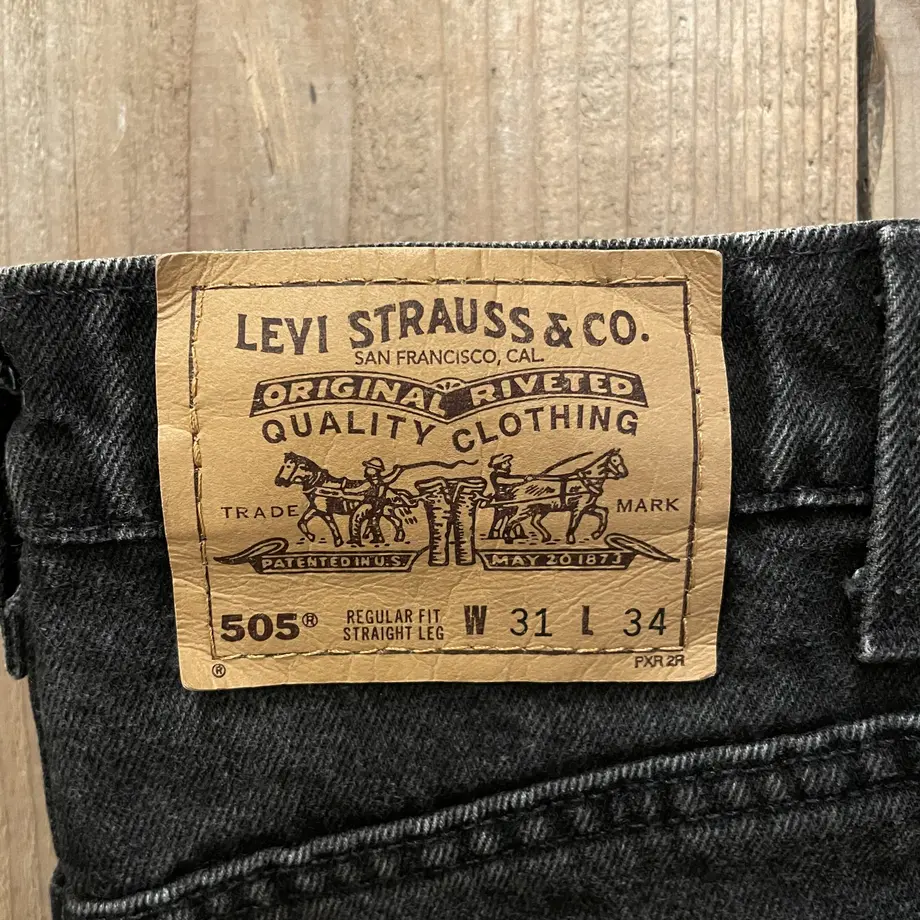 LEVI STRAUSS & CO.
SAN FRANCISCO, CAL.
ORIGINAL RIVETED
QUALITY CLOTHING
TRADE MARK
PATENTED IN U.S. MAY 20 1873
505® REGULAR FIT STRAIGHT LEG W 31 L 34
® PXR 2R